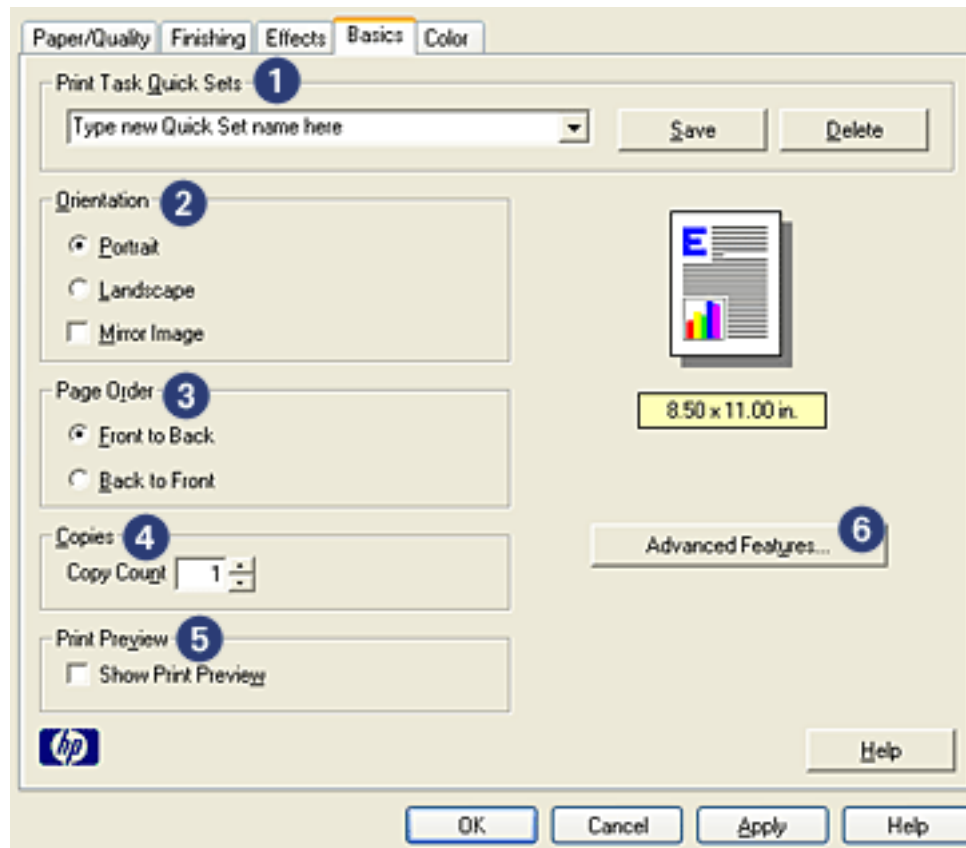 Paper/Quality Finishing Effects Basics Color
Print Task Quick Sets 1
Type new Quick Set name here Save Delete
Orientation 2
Portrait
Landscape
Mirror Image
E
Page Order 3
8.50 x 11.00 in.
Front to Back
Back to Front
Copies 4
Advanced Features... 6
Copy Count 1
Print Preview 5
Show Print Preview
hp
Help
OK Cancel Apply Help